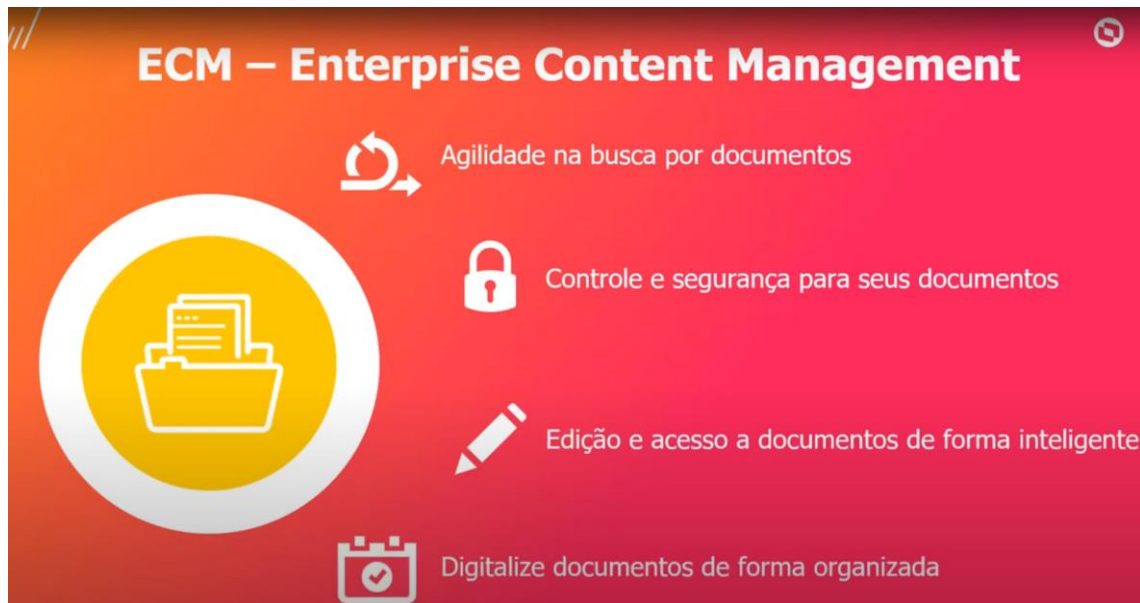 ECM – Enterprise Content Management
Agilidade na busca por documentos
Controle e segurança para seus documentos
Edição e acesso a documentos de forma inteligente
Digitalize documentos de forma organizada